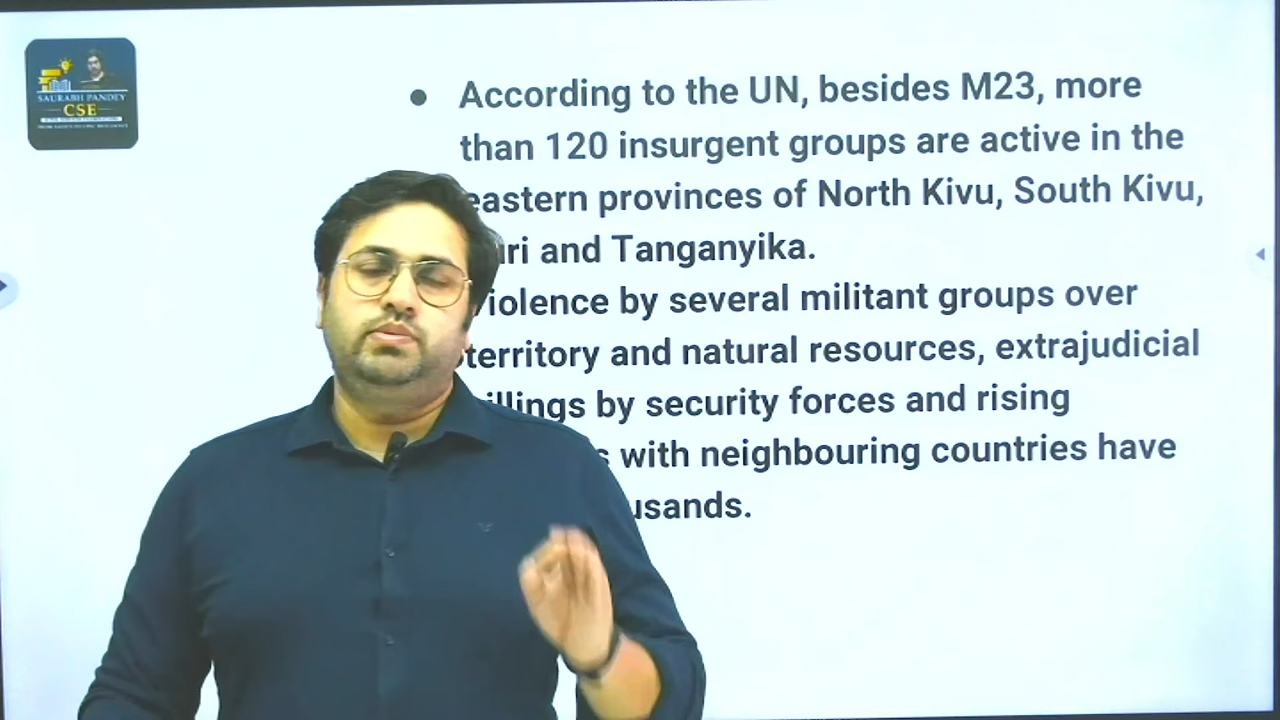 SAURABH PANDEY
CSE
According to the UN, besides M23, more
than 120 insurgent groups are active in the
eastern provinces of North Kivu, South Kivu,
uri and Tanganyika.
violence by several militant groups over
territory and natural resources, extrajudicial
illings by security forces and rising
s with neighbouring countries have
usands.